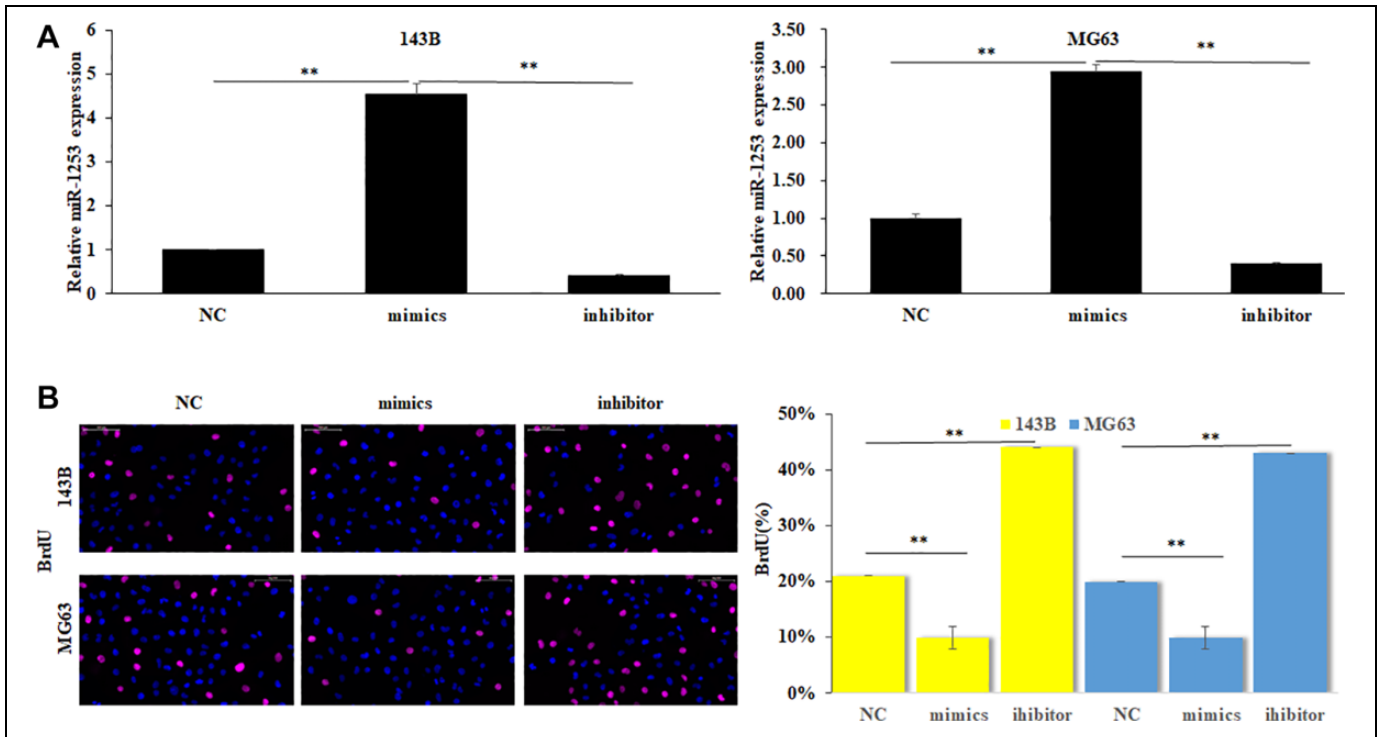 A
143B
Relative miR-1253 expression
6
5
4
3
2
1
0
**
**
NC
mimics
inhibitor
MG63
Relative miR-1253 expression
3.50
3.00
2.50
2.00
1.50
1.00
0.50
0.00
**
**
NC
mimics
inhibitor
B
NC
mimics
inhibitor
BrdU
143B
MG63
BrdU(%)
50%
40%
30%
20%
10%
0%
143B
MG63
**
**
**
**
NC
mimics
ihibitor
NC
mimics
ihibitor